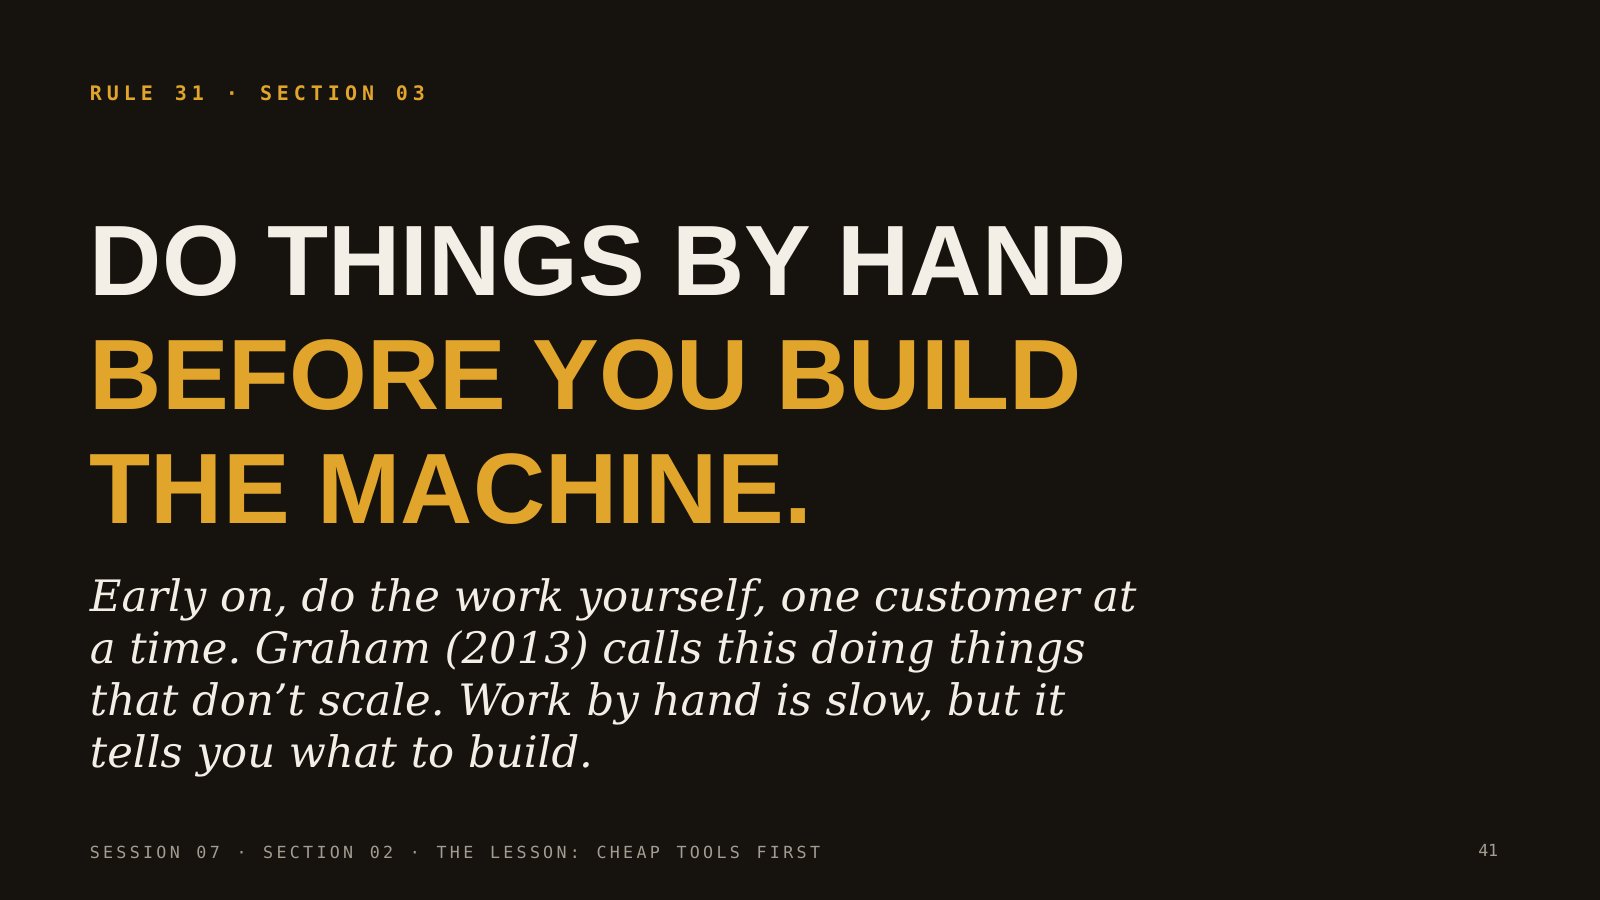 RULE 31 · SECTION 03
DO THINGS BY HAND
BEFORE YOU BUILD
THE MACHINE.
Early on, do the work yourself, one customer at
a time. Graham (2013) calls this doing things
that don’t scale. Work by hand is slow, but it
tells you what to build.
SESSION 07 · SECTION 02 · THE LESSON: CHEAP TOOLS FIRST
41